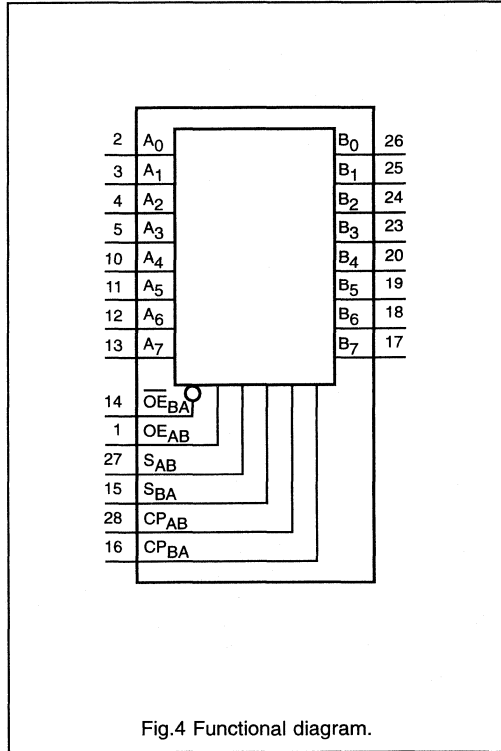 2 A0 B0 26
3 A1 B1 25
4 A2 B2 24
5 A3 B3 23
10 A4 B4 20
11 A5 B5 19
12 A6 B6 18
13 A7 B7 17
14 O̅E̅BA
1 OEAB
27 SAB
15 SBA
28 CPAB
16 CPBA
Fig.4 Functional diagram.